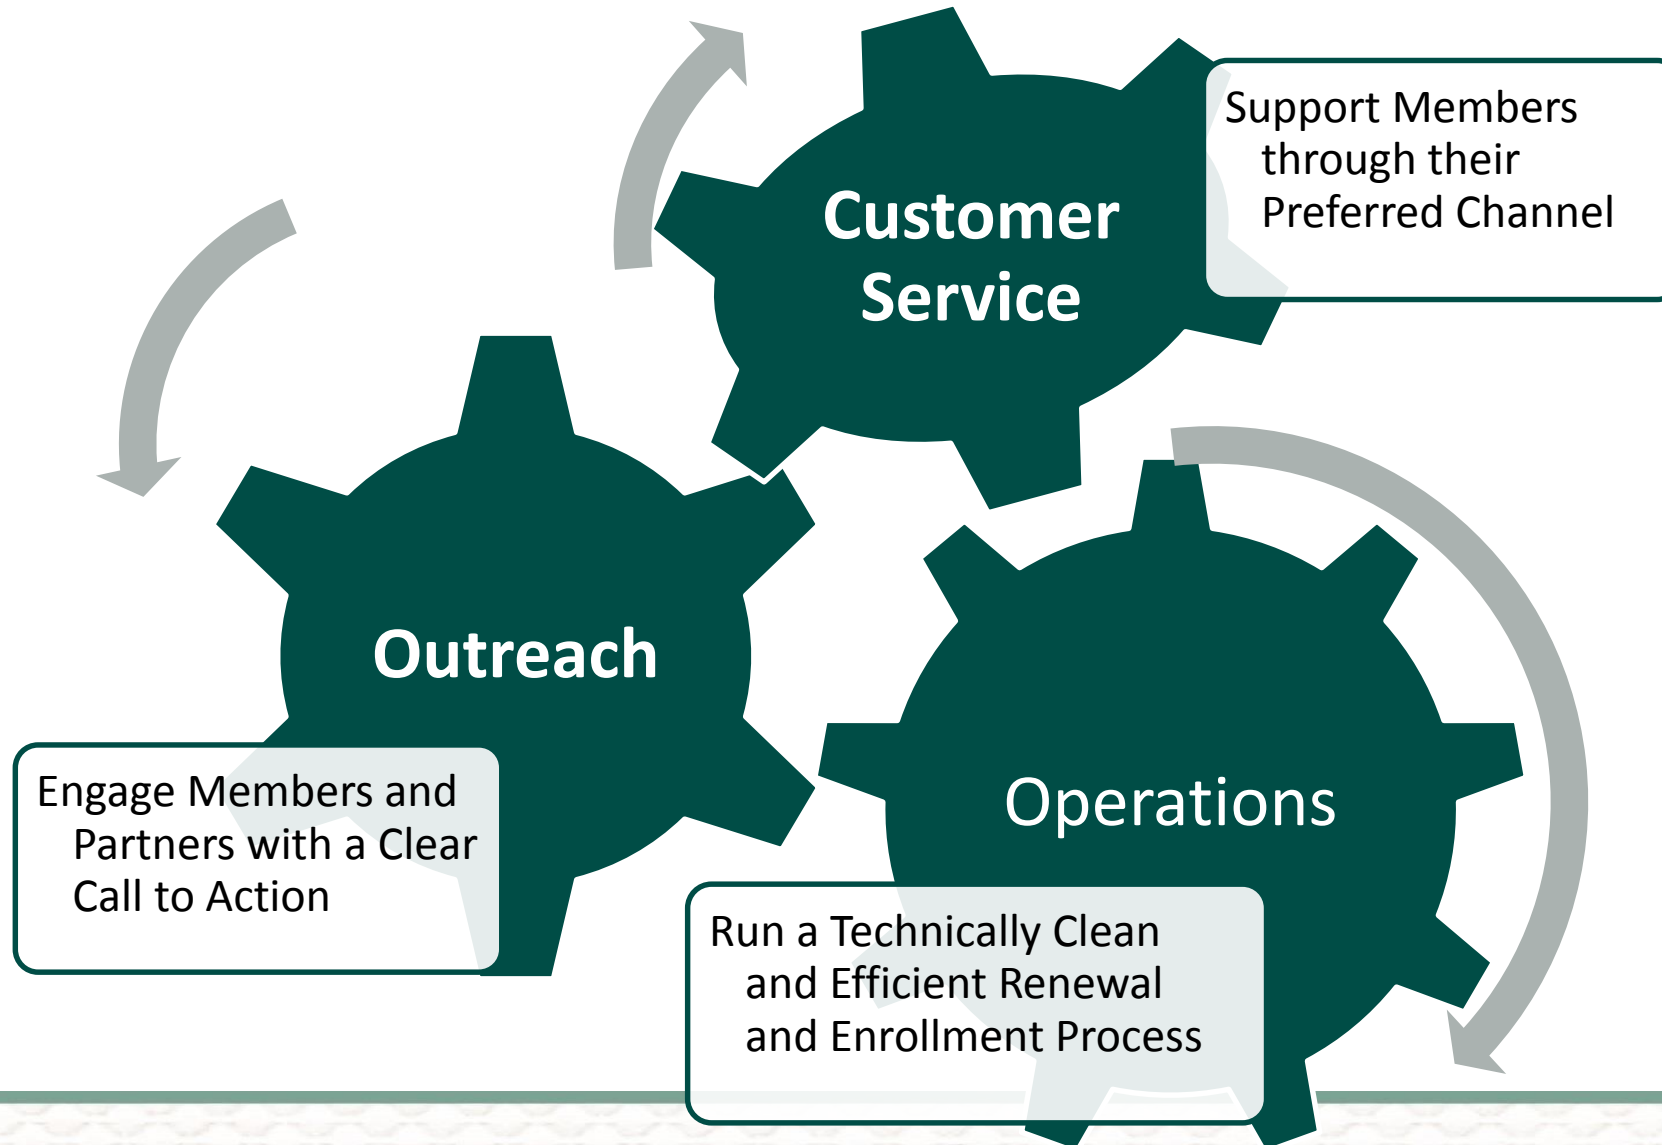 Customer
Service
Support Members
through their
Preferred Channel
Outreach
Engage Members and
Partners with a Clear
Call to Action
Operations
Run a Technically Clean
and Efficient Renewal
and Enrollment Process